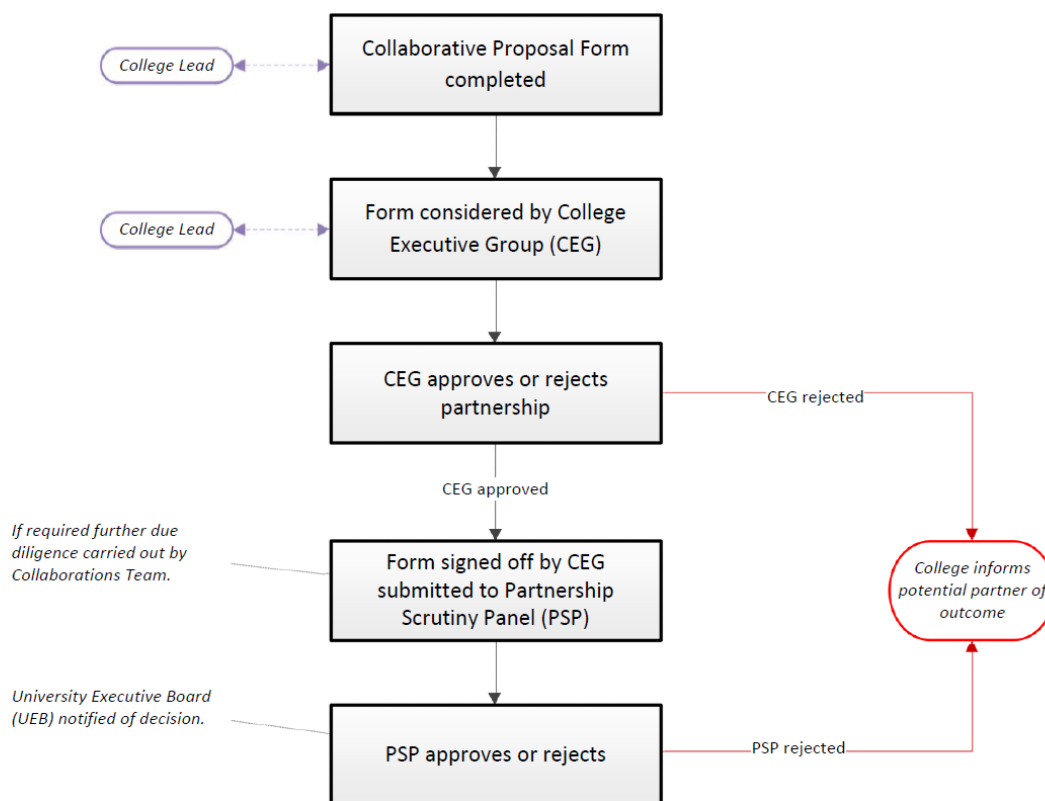 Collaborative Proposal Form
completed
College Lead
Form considered by College
Executive Group (CEG)
College Lead
CEG approves or rejects
partnership
CEG rejected
CEG approved
If required further due
diligence carried out by
Collaborations Team.
Form signed off by CEG
submitted to Partnership
Scrutiny Panel (PSP)
College informs
potential partner of
outcome
University Executive Board
(UEB) notified of decision.
PSP approves or rejects
PSP rejected